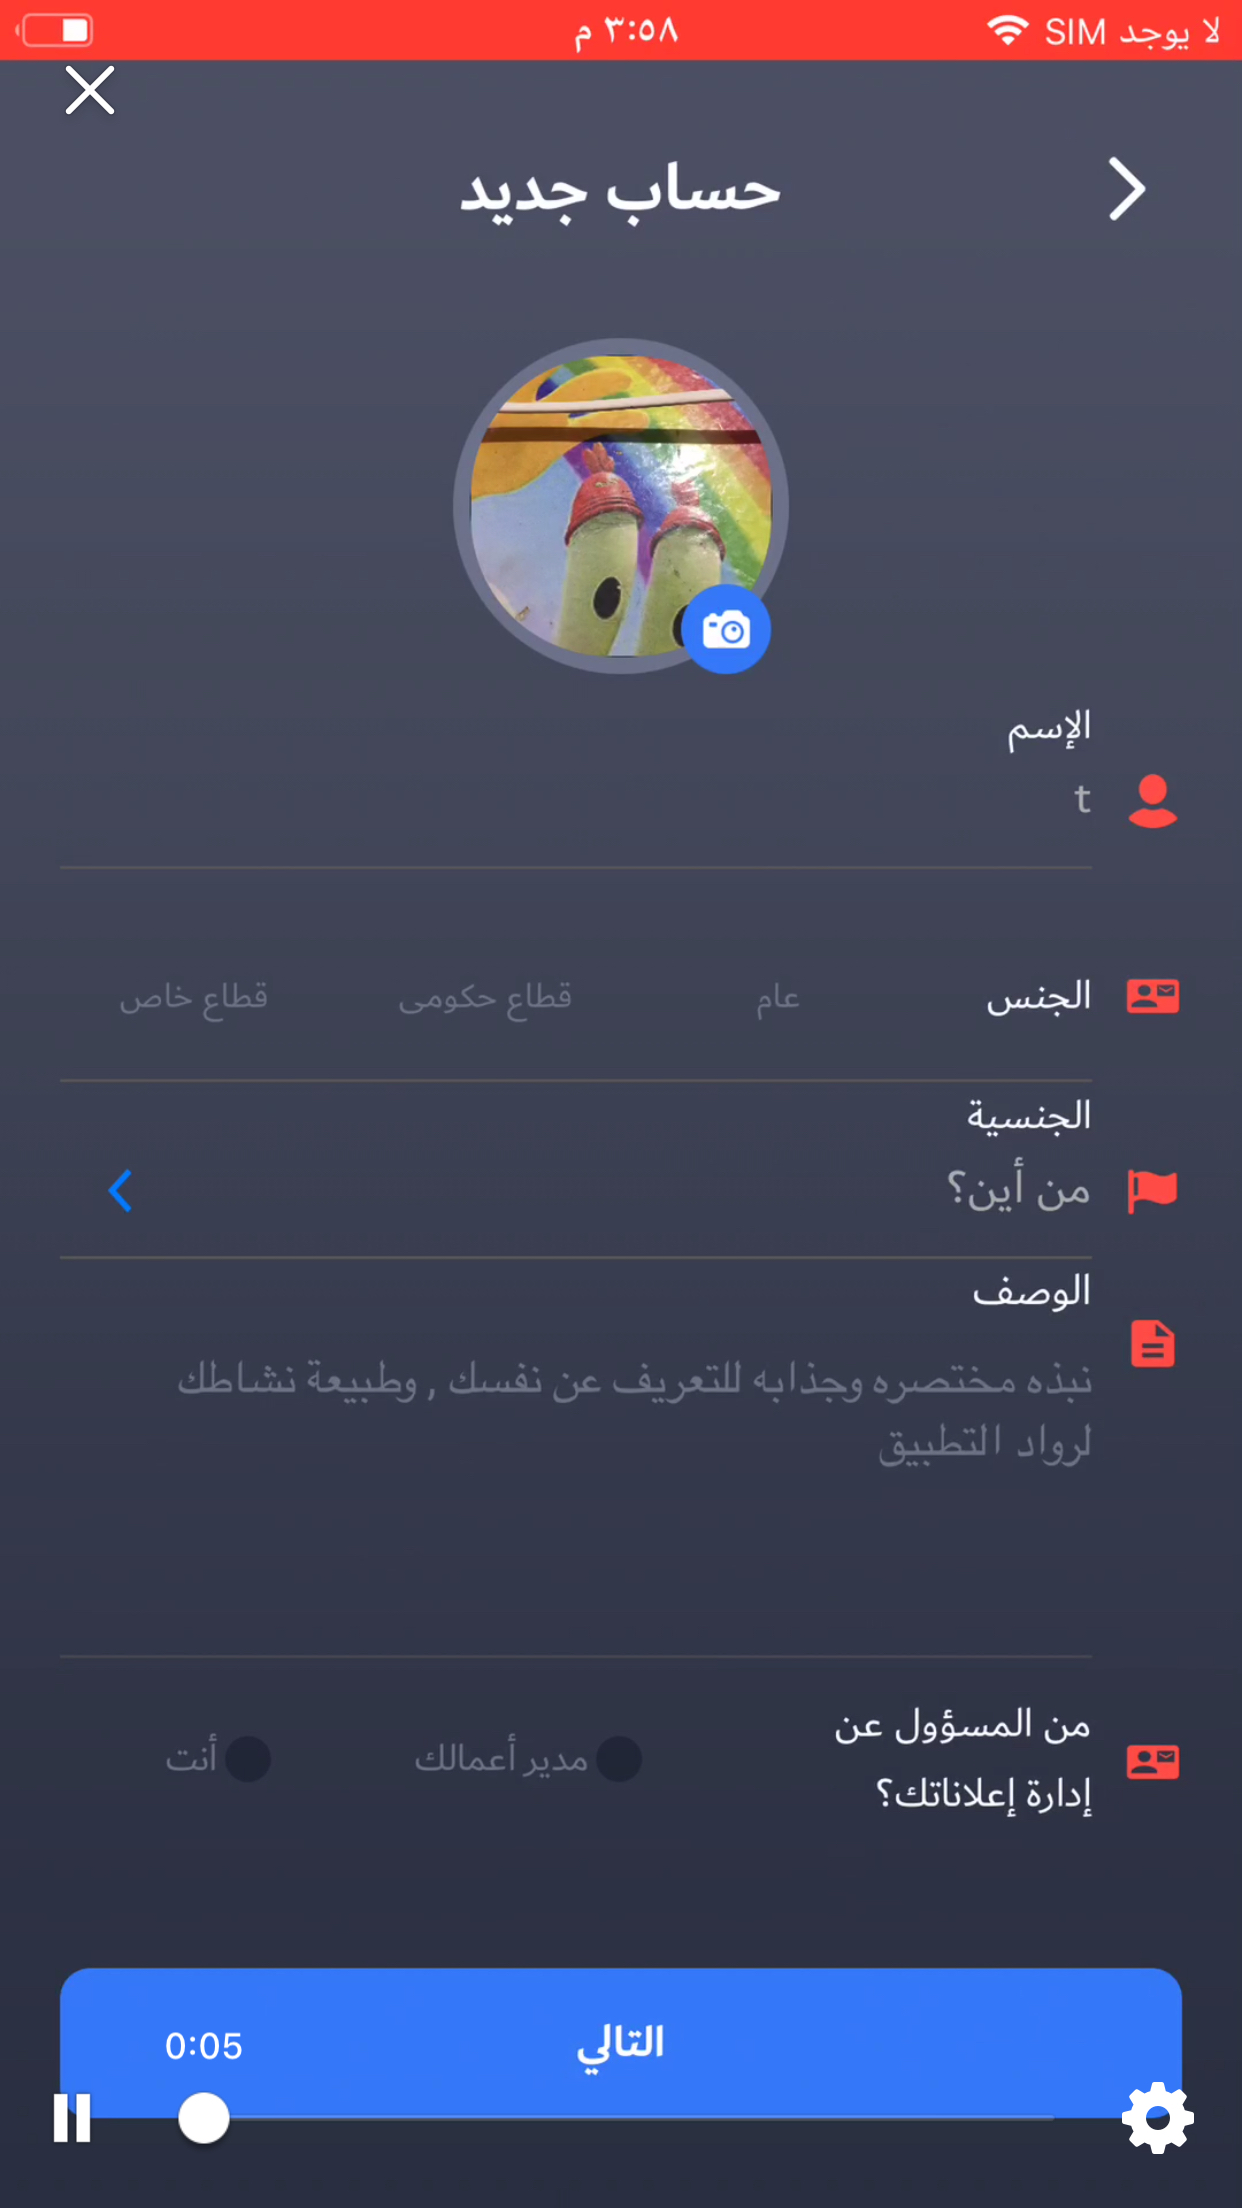 لا يوجد SIM ٣:٥٨ م
حساب جديد
الإسم
t
الجنس عام قطاع حكومى قطاع خاص
الجنسية
من أين؟
الوصف
نبذه مختصره وجذابه للتعريف عن نفسك , وطبيعة نشاطك
لرواد التطبيق
من المسؤول عن
إدارة إعلاناتك؟
مدير أعمالك أنت
التالي
0:05